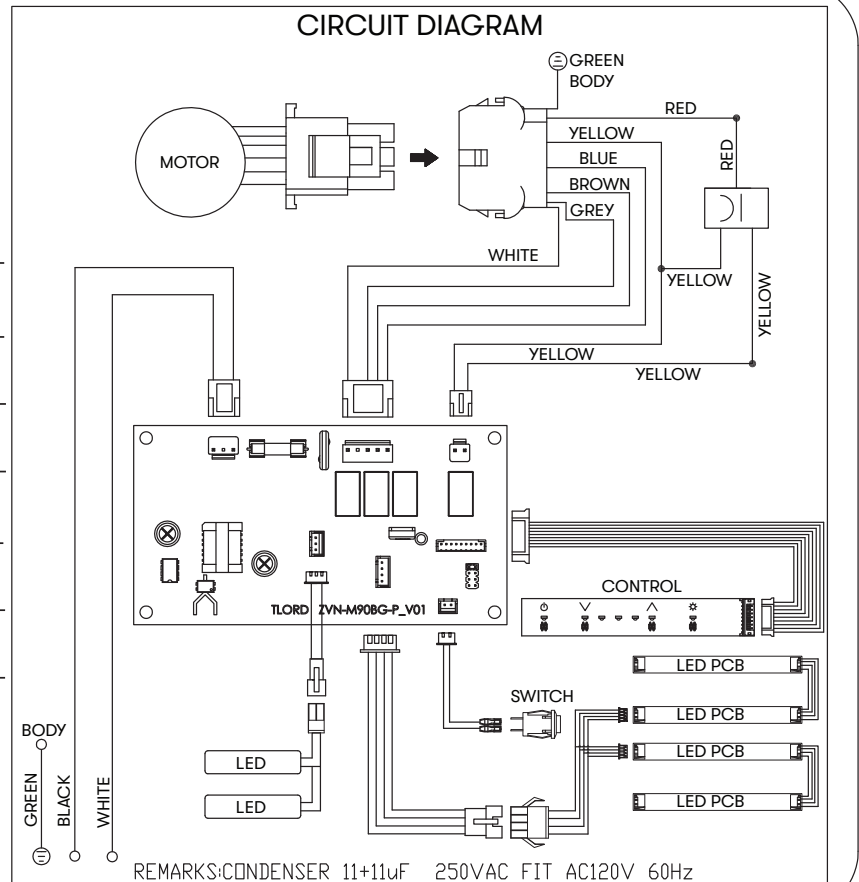 CIRCUIT DIAGRAM
GREEN
BODY
RED
YELLOW
RED
MOTOR
BLUE
BROWN
GREY
WHITE
YELLOW
YELLOW
YELLOW
YELLOW
CONTROL
TLORD ZVN-M90BG-P_V01
LED PCB
SWITCH
LED PCB
LED PCB
LED PCB
BODY
LED
LED
GREEN
BLACK
WHITE
REMARKS:CONDENSER 11+11uF 250VAC FIT AC120V 60Hz